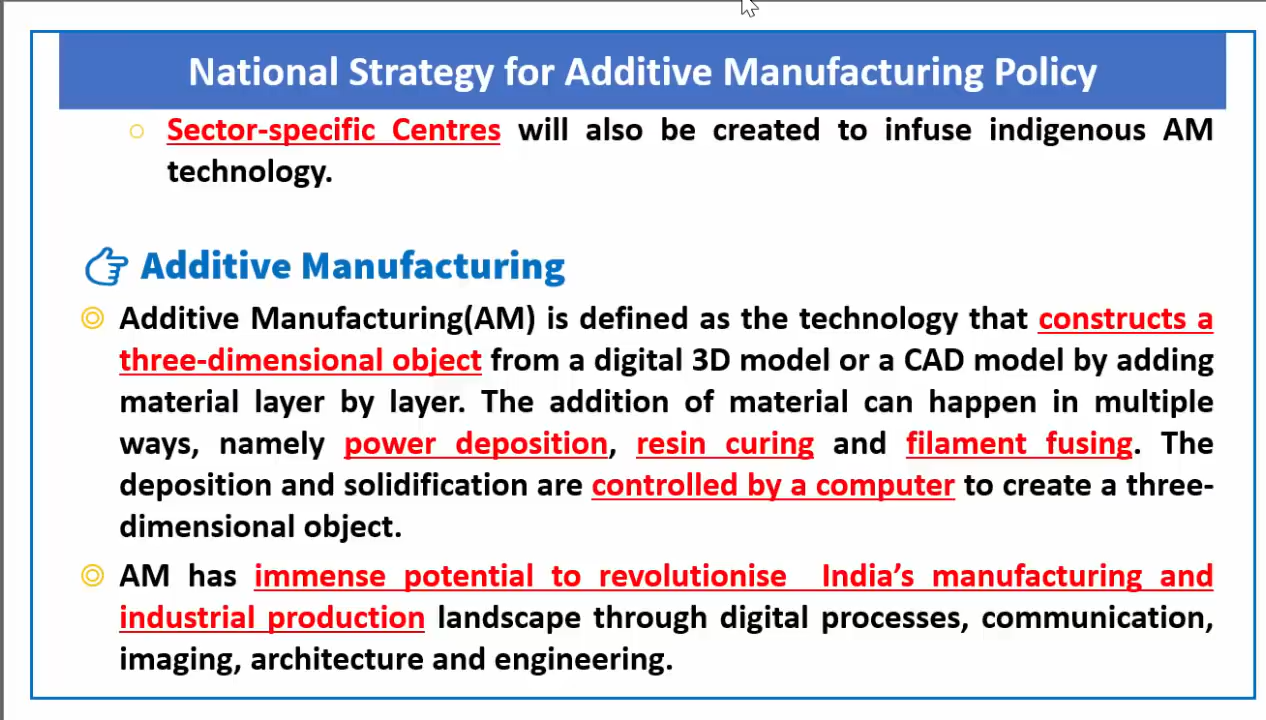 National Strategy for Additive Manufacturing Policy
Sector-specific Centres will also be created to infuse indigenous AM
technology.
Additive Manufacturing
Additive Manufacturing(AM) is defined as the technology that constructs a
three-dimensional object from a digital 3D model or a CAD model by adding
material layer by layer. The addition of material can happen in multiple
ways, namely power deposition, resin curing and filament fusing. The
deposition and solidification are controlled by a computer to create a three-
dimensional object.
AM has immense potential to revolutionise India's manufacturing and
industrial production landscape through digital processes, communication,
imaging, architecture and engineering.